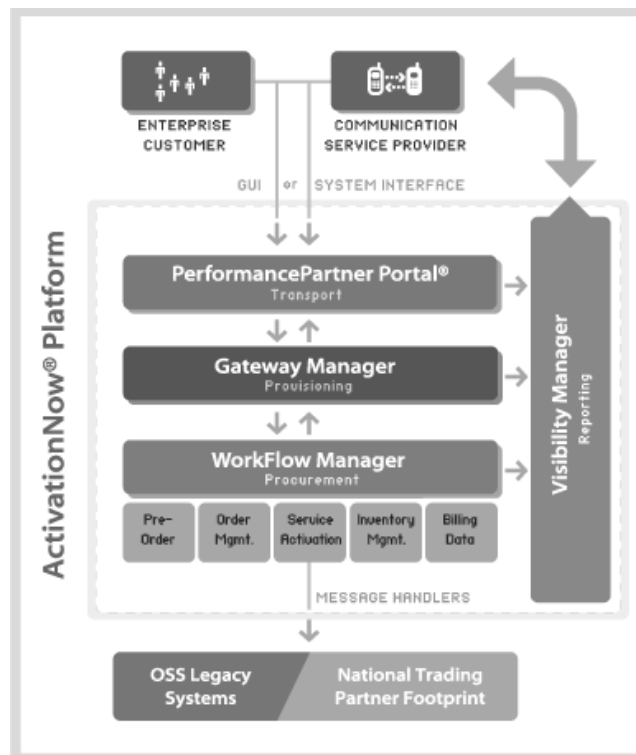 ENTERPRISE
CUSTOMER
COMMUNICATION
SERVICE PROVIDER
GUI or SYSTEM INTERFACE
ActivationNow® Platform
PerformancePartner Portal®
Transport
Gateway Manager
Provisioning
WorkFlow Manager
Procurement
Visibility Manager
Reporting
Pre-
Order
Order
Mgmt.
Service
Activation
Inventory
Mgmt.
Billing
Data
MESSAGE HANDLERS
OSS Legacy
Systems
National Trading
Partner Footprint